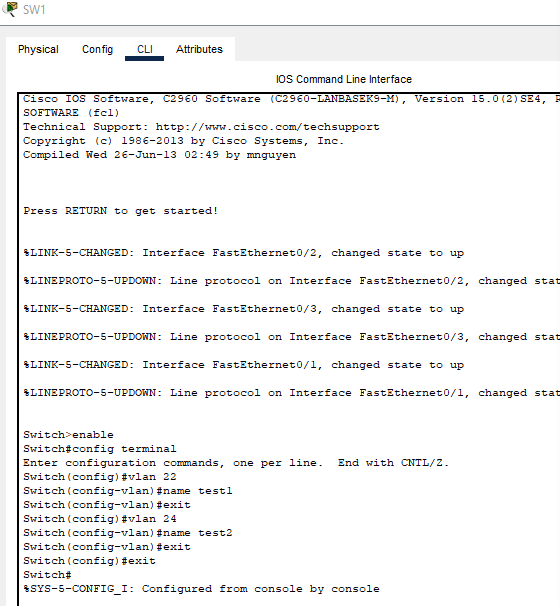 SW1
Physical Config CLI Attributes
IOS Command Line Interface
Cisco IOS Software, C2960 Software (C2960-LANBASEK9-M), Version 15.0(2)SE4,
SOFTWARE (fc1)
Technical Support: http://www.cisco.com/techsupport
Copyright (c) 1986-2013 by Cisco Systems, Inc.
Compiled Wed 26-Jun-13 02:49 by mnguyen
Press RETURN to get started!
%LINK-5-CHANGED: Interface FastEthernet0/2, changed state to up
%LINEPROTO-5-UPDOWN: Line protocol on Interface FastEthernet0/2, changed stat
%LINK-5-CHANGED: Interface FastEthernet0/3, changed state to up
%LINEPROTO-5-UPDOWN: Line protocol on Interface FastEthernet0/3, changed stat
%LINK-5-CHANGED: Interface FastEthernet0/1, changed state to up
%LINEPROTO-5-UPDOWN: Line protocol on Interface FastEthernet0/1, changed stat
Switch>enable
Switch#config terminal
Enter configuration commands, one per line.  End with CNTL/Z.
Switch(config)#vlan 22
Switch(config-vlan)#name test1
Switch(config-vlan)#exit
Switch(config)#vlan 24
Switch(config-vlan)#name test2
Switch(config-vlan)#exit
Switch(config)#exit
Switch#
%SYS-5-CONFIG_I: Configured from console by console